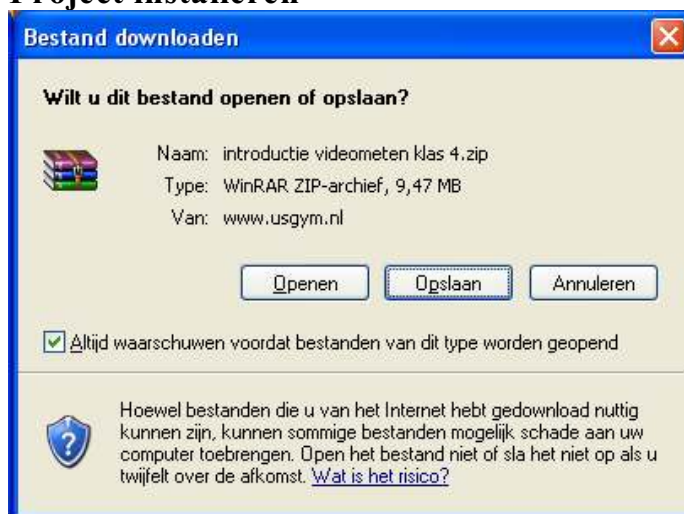 Project installeren
Bestand downloaden
Wilt u dit bestand openen of opslaan?
Naam: introductie videometen klas 4.zip
Type: WinRAR ZIP-archief, 9,47 MB
Van: www.usgym.nl
Openen Opslaan Annuleren
Altijd waarschuwen voordat bestanden van dit type worden geopend
Hoewel bestanden die u van het Internet hebt gedownload nuttig
kunnen zijn, kunnen sommige bestanden mogelijk schade aan uw
computer toebrengen. Open het bestand niet of sla het niet op als u
twijfelt over de afkomst. Wat is het risico?